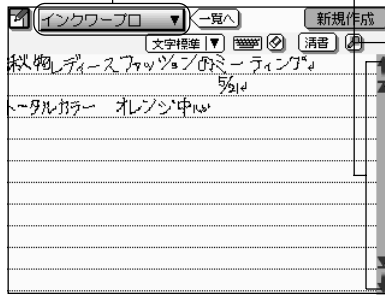 インクワープロ ▼ 一覧へ 新規作成
文字標準 ▼ 清書
秋物レディースファッションのミーティング↲
5/21↲
トータルカラー オレンジ中心